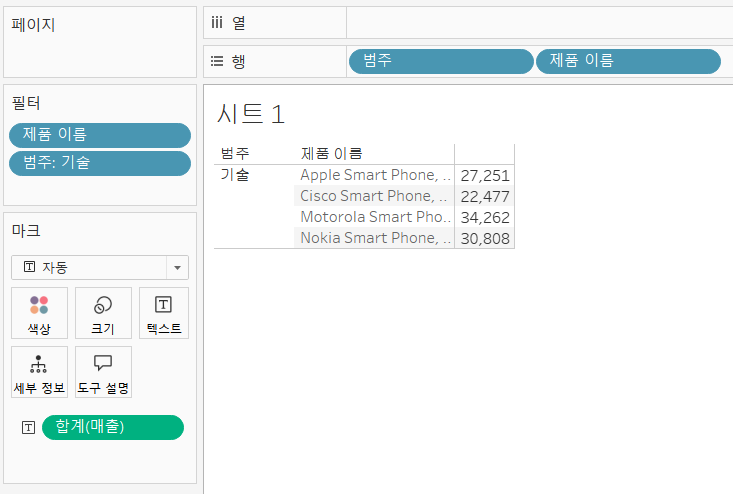 페이지
열
행
범주
제품 이름
필터
제품 이름
범주: 기술
마크
자동
색상
크기
텍스트
세부 정보
도구 설명
합계(매출)
시트 1
범주 제품 이름
기술 Apple Smart Phone, .. 27,251
Cisco Smart Phone, .. 22,477
Motorola Smart Pho.. 34,262
Nokia Smart Phone, .. 30,808